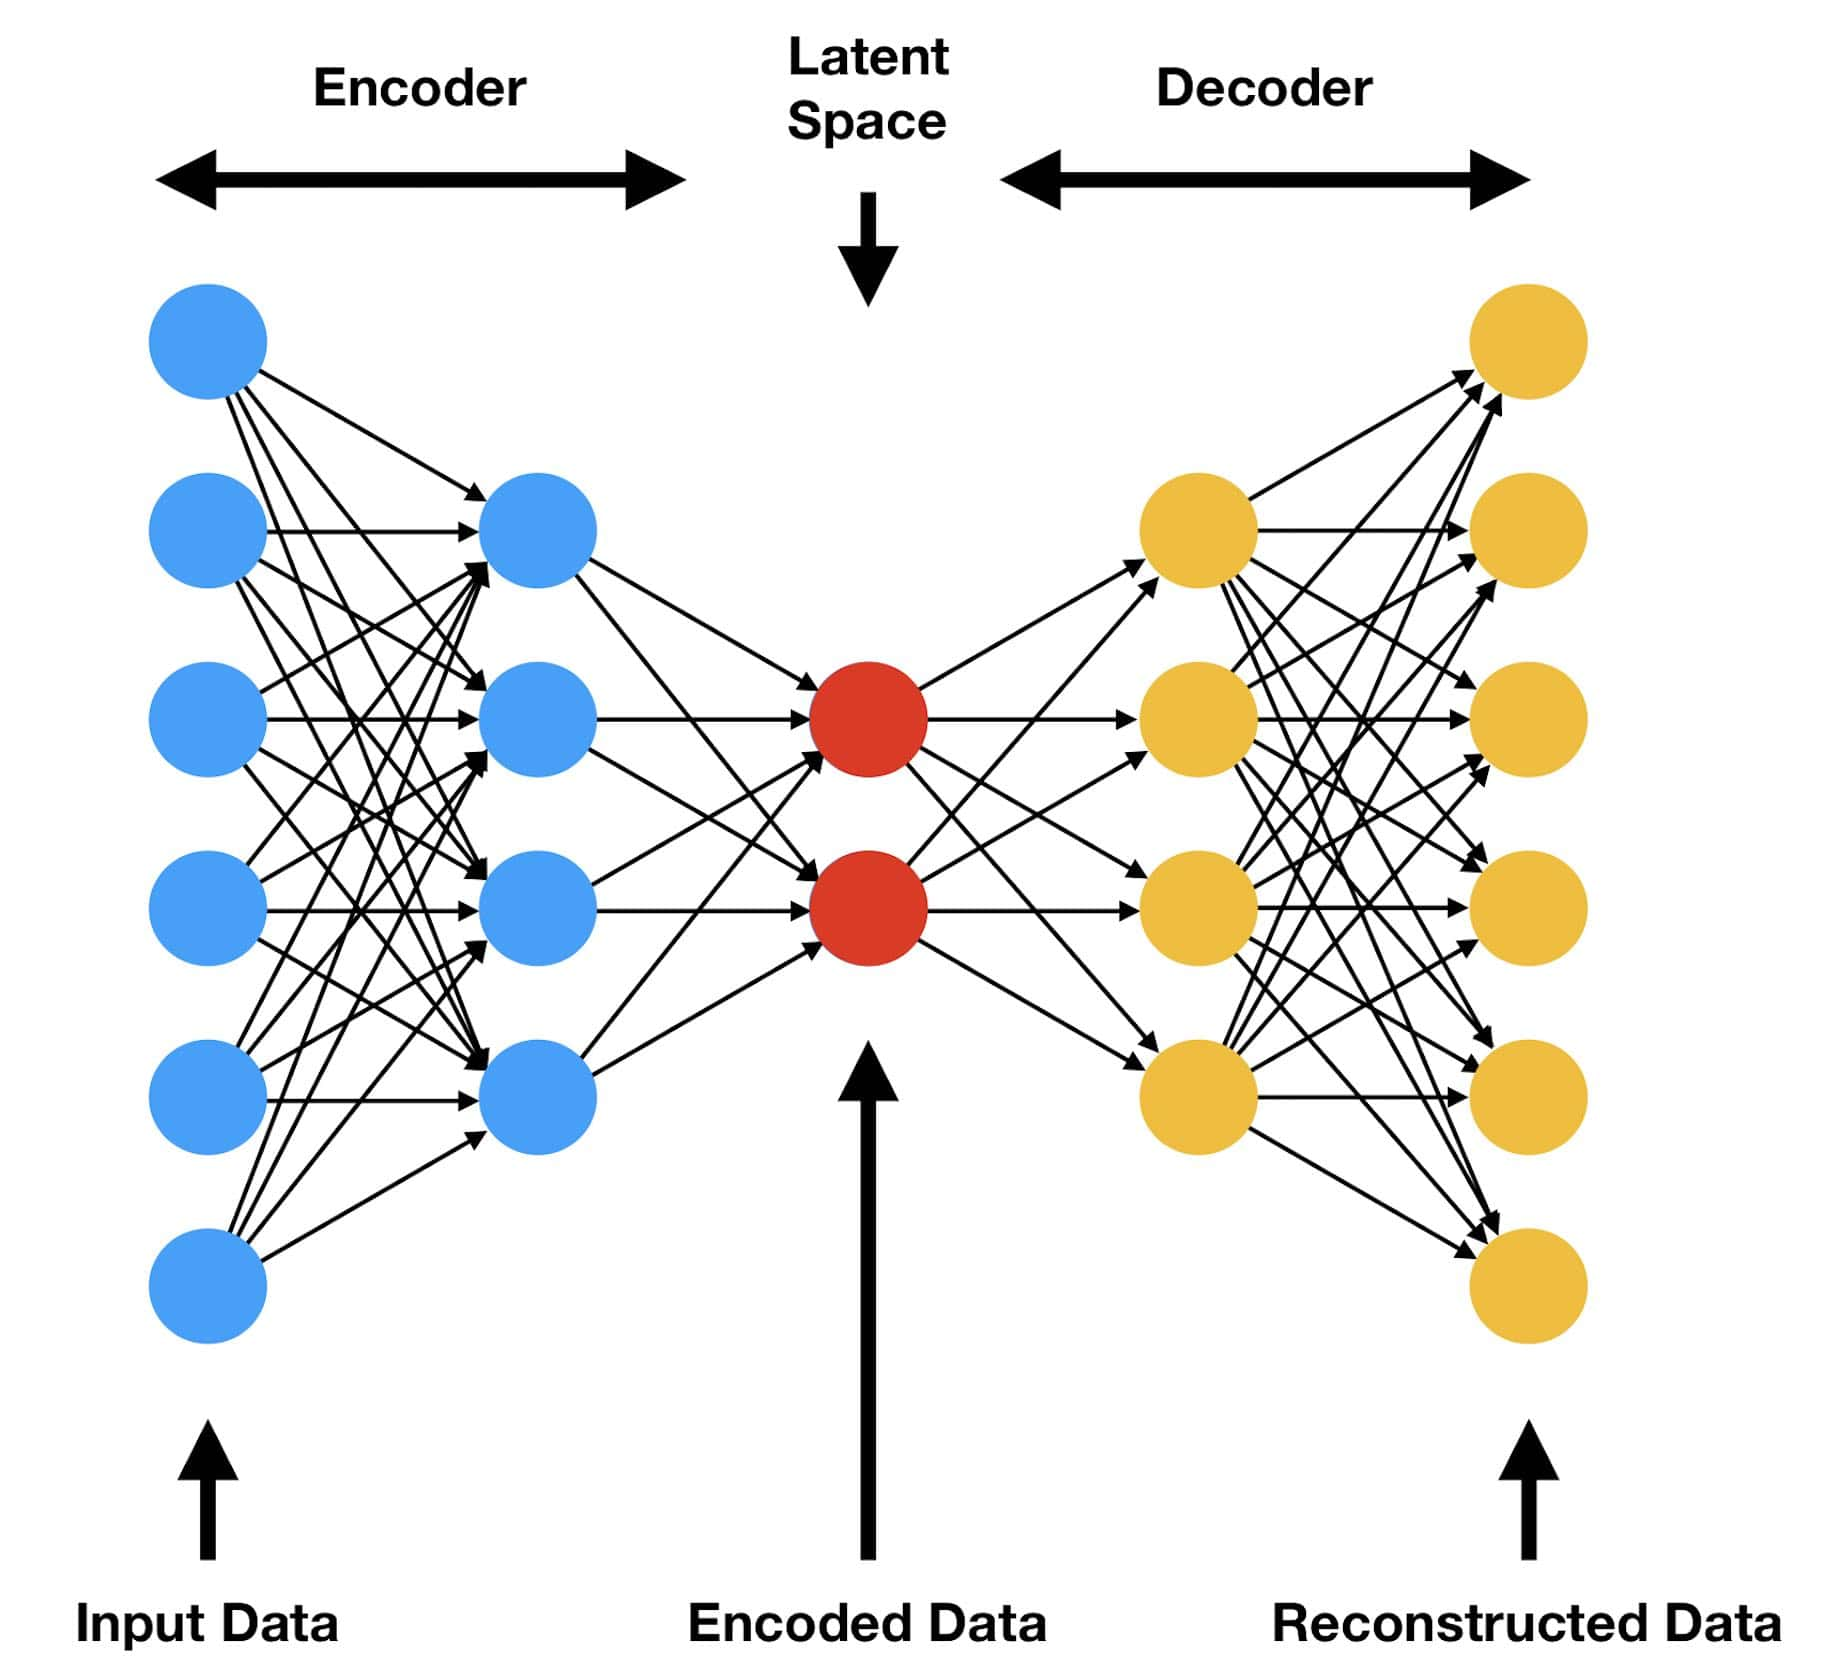 Encoder
Latent
Space
Decoder
Input Data
Encoded Data
Reconstructed Data